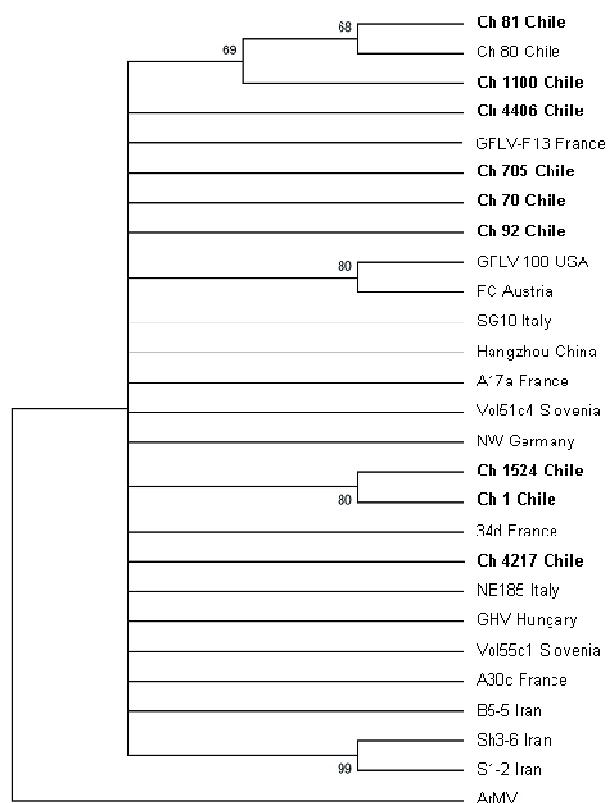 68
Ch 81 Chile
69
Ch 80 Chile
Ch 1100 Chile
Ch 4406 Chile
GFLV-F13 France
Ch 705 Chile
Ch 70 Chile
Ch 92 Chile
80
GFLV 100 USA
FC Austria
SG10 Italy
Hangzhou China
A17a France
Vol51c4 Slovenia
NW Germany
Ch 1524 Chile
80
Ch 1 Chile
34d France
Ch 4217 Chile
NE185 Italy
GHV Hungary
Vol55c1 Slovenia
A30c France
B5-5 Iran
Sh3-6 Iran
99
S1-2 Iran
ArMV